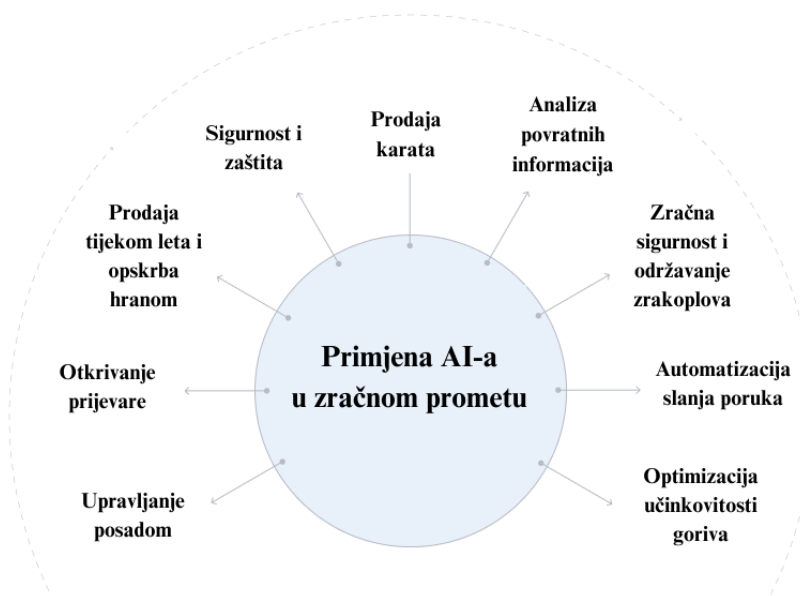 Prodaja
karata
Analiza
povratnih
informacija
Sigurnost i
zaštita
Prodaja
tijekom leta i
opskrba
hranom
Zračna
sigurnost i
održavanje
zrakoplova
Primjena AI-a
u zračnom prometu
Otkrivanje
prijevare
Automatizacija
slanja poruka
Upravljanje
posadom
Optimizacija
učinkovitosti
goriva